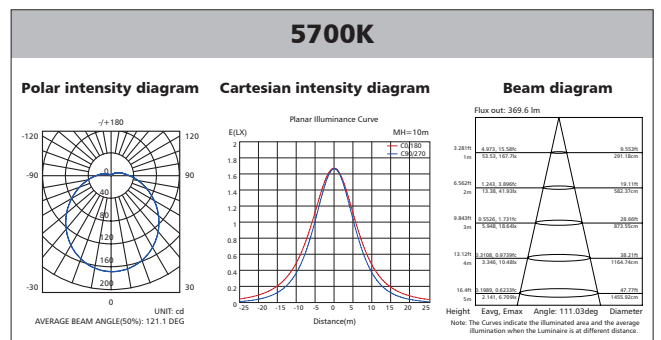 5700K
Polar intensity diagram
Cartesian intensity diagram
Beam diagram
-/+180
-120
120
-90
90
-30
30
0
0
40
80
120
160
200
UNIT: cd
AVERAGE BEAM ANGLE(50%): 121.1 DEG
Planar Illuminance Curve
E(LX)
MH=10m
C0/180
C90/270
2
1.8
1.6
1.4
1.2
1
0.8
0.6
0.4
0.2
0
-25 -20 -15 -10 -5 0 5 10 15 20 25
Distance(m)
Flux out: 369.6 lm
3.281ft 4.973, 15.58fc 9.553ft
1m 53.53, 167.7lx 291.18cm
6.562ft 1.243, 3.896fc 19.11ft
2m 13.38, 41.93lx 582.37cm
9.843ft 0.5526, 1.731fc 28.66ft
3m 5.948, 18.64lx 873.55cm
13.12ft 0.3108, 0.9739fc 38.21ft
4m 3.346, 10.48lx 1164.74cm
16.4ft 0.1989, 0.6233fc 47.77ft
5m 2.141, 6.709lx 1455.92cm
Height Eavg, Emax Angle: 111.03deg Diameter
Note: The Curves indicate the illuminated area and the average
illumination when the Luminaire is at different distance.